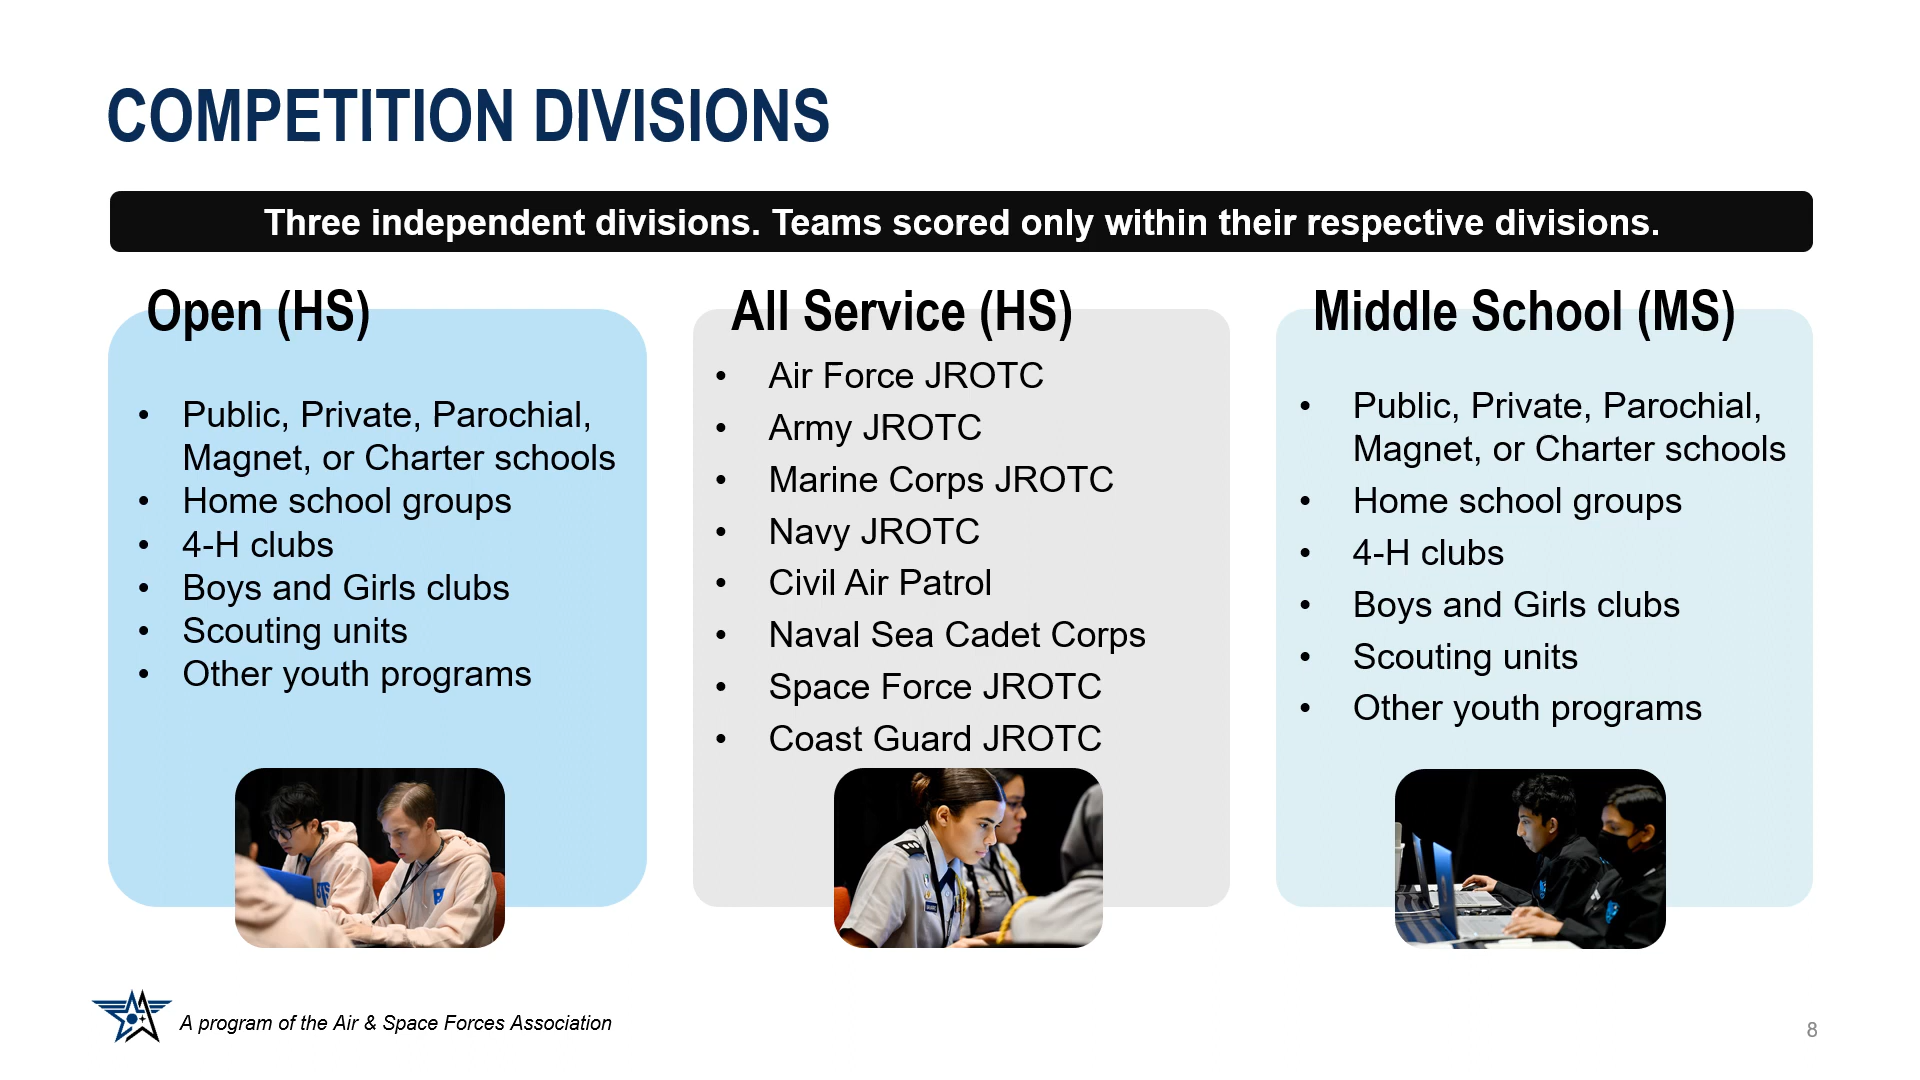 COMPETITION DIVISIONS
Three independent divisions. Teams scored only within their respective divisions.
Open (HS)
• Public, Private, Parochial,
Magnet, or Charter schools
• Home school groups
• 4-H clubs
• Boys and Girls clubs
• Scouting units
• Other youth programs
All Service (HS)
• Air Force JROTC
• Army JROTC
• Marine Corps JROTC
• Navy JROTC
• Civil Air Patrol
• Naval Sea Cadet Corps
• Space Force JROTC
• Coast Guard JROTC
Middle School (MS)
• Public, Private, Parochial,
Magnet, or Charter schools
• Home school groups
• 4-H clubs
• Boys and Girls clubs
• Scouting units
• Other youth programs
A program of the Air & Space Forces Association
8